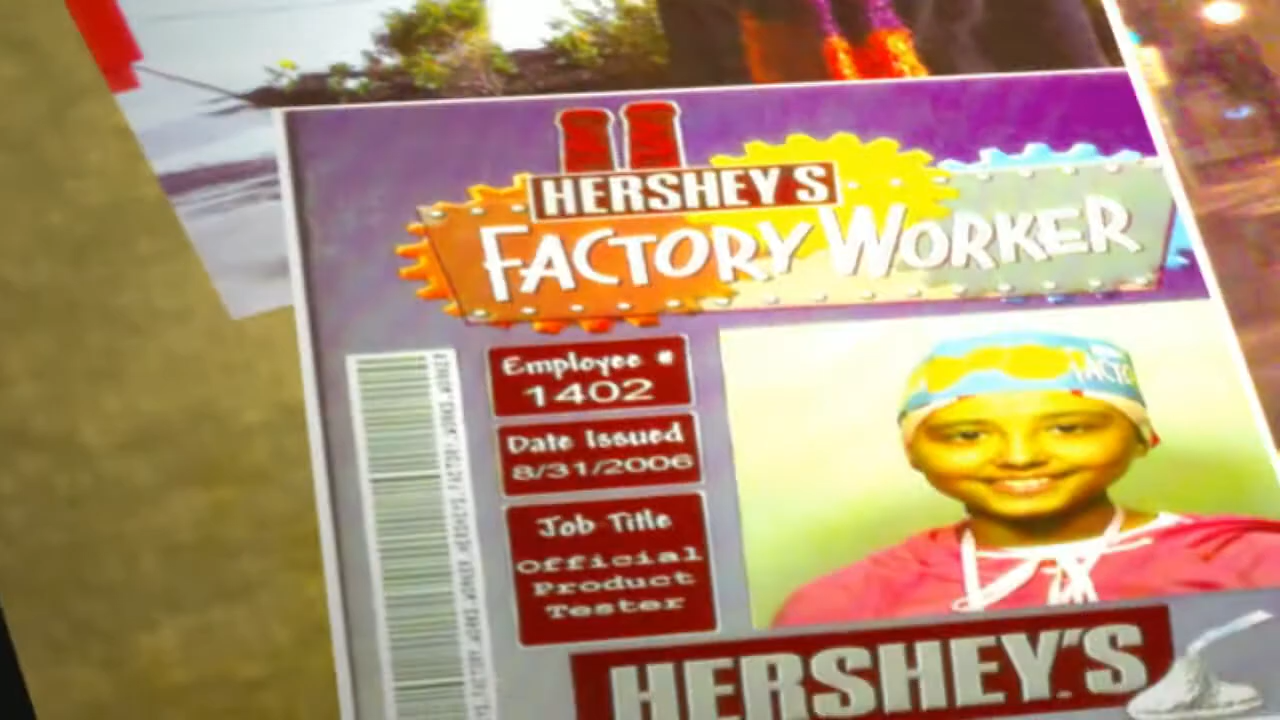 HERSHEY'S
FACTORY WORKER
Employee #
1402
Date Issued
8/31/2006
Job Title
Official
Product
Tester
HERSHEY'S